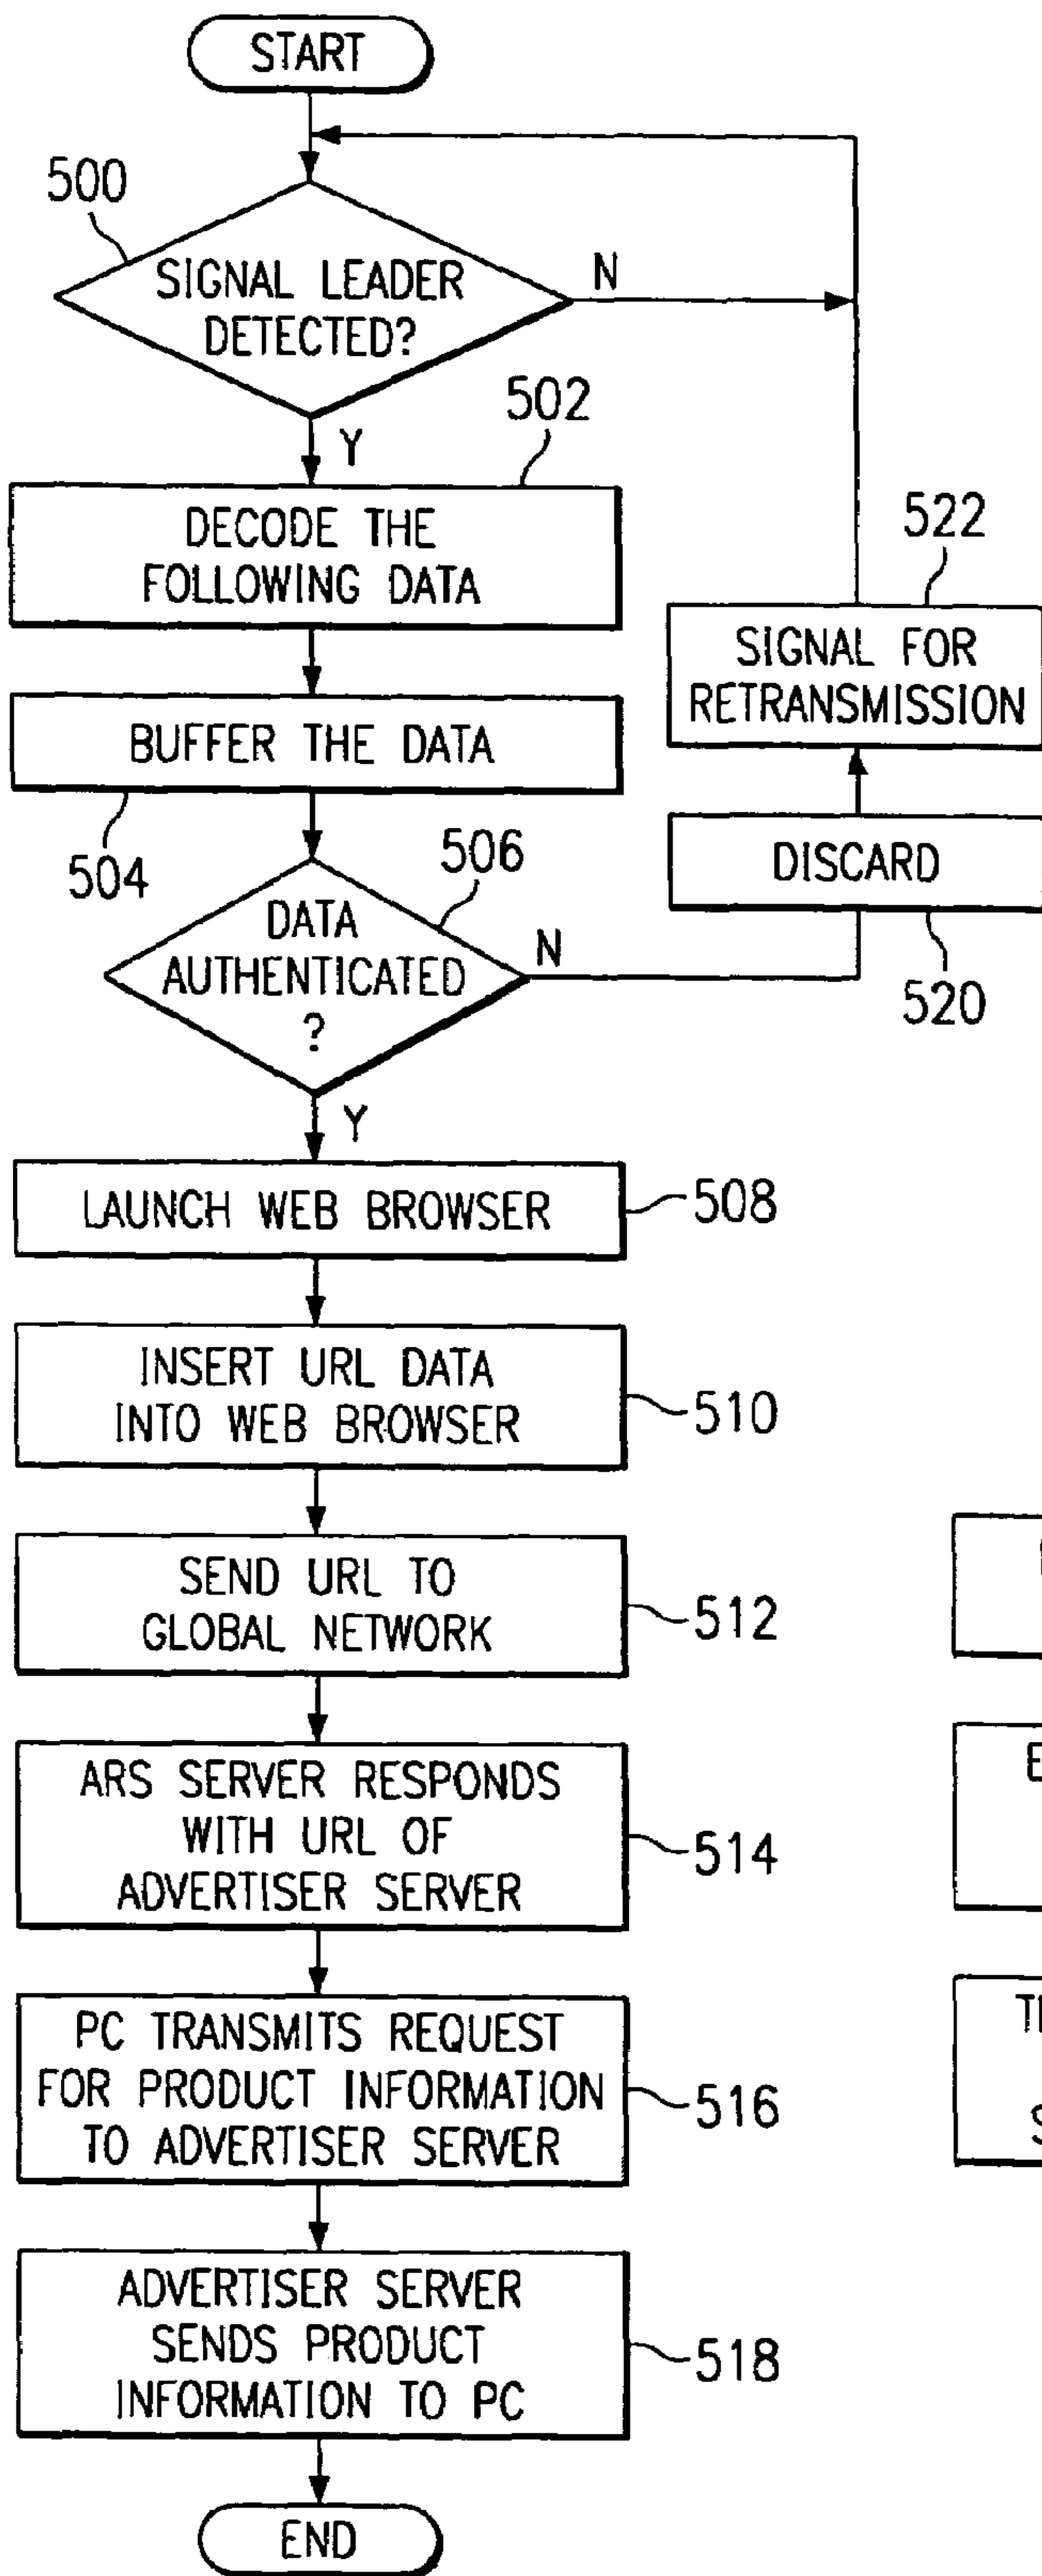 START
500
SIGNAL LEADER
DETECTED?
N
Y
502
DECODE THE
FOLLOWING DATA
522
SIGNAL FOR
RETRANSMISSION
BUFFER THE DATA
504
DISCARD
520
506
DATA
AUTHENTICATED
?
N
Y
LAUNCH WEB BROWSER
508
INSERT URL DATA
INTO WEB BROWSER
510
SEND URL TO
GLOBAL NETWORK
512
ARS SERVER RESPONDS
WITH URL OF
ADVERTISER SERVER
514
PC TRANSMITS REQUEST
FOR PRODUCT INFORMATION
TO ADVERTISER SERVER
516
ADVERTISER SERVER
SENDS PRODUCT
INFORMATION TO PC
518
END